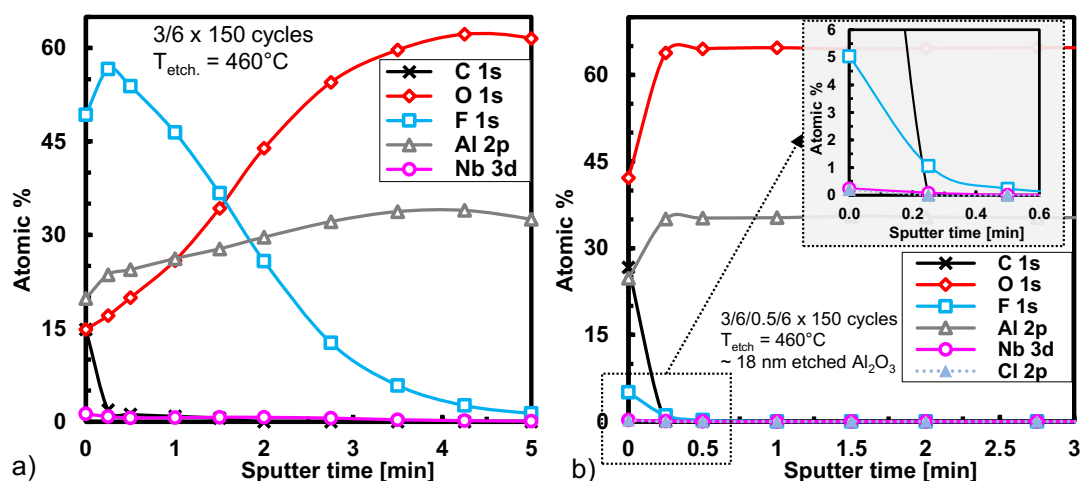 3/6 x 150 cycles
T_etch. = 460°C
C 1s
O 1s
F 1s
Al 2p
Nb 3d
60
45
30
15
0
Atomic %
0
1
2
3
4
5
Sputter time [min]
a)
60
45
30
15
0
Atomic %
6
5
4
3
2
1
0
Atomic %
0.0
0.2
0.4
0.6
Sputter time [min]
C 1s
O 1s
F 1s
Al 2p
Nb 3d
Cl 2p
3/6/0.5/6 x 150 cycles
T_etch = 460°C
~ 18 nm etched Al₂O₃
0
0.5
1
1.5
2
2.5
3
Sputter time [min]
b)